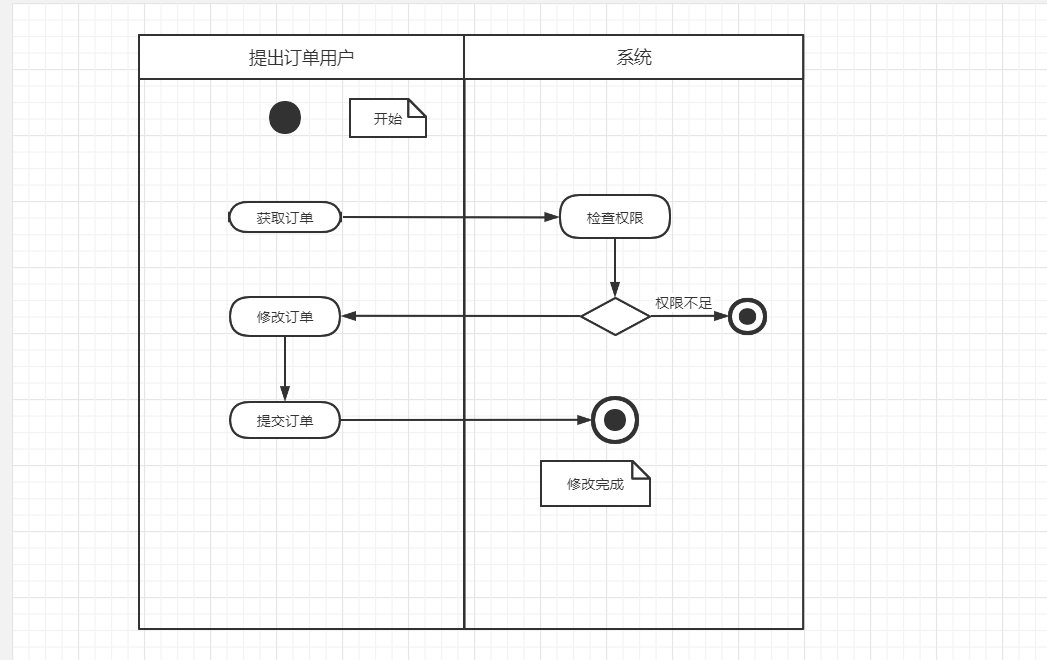 提出订单用户
系统
开始
获取订单
检查权限
权限不足
修改订单
提交订单
修改完成